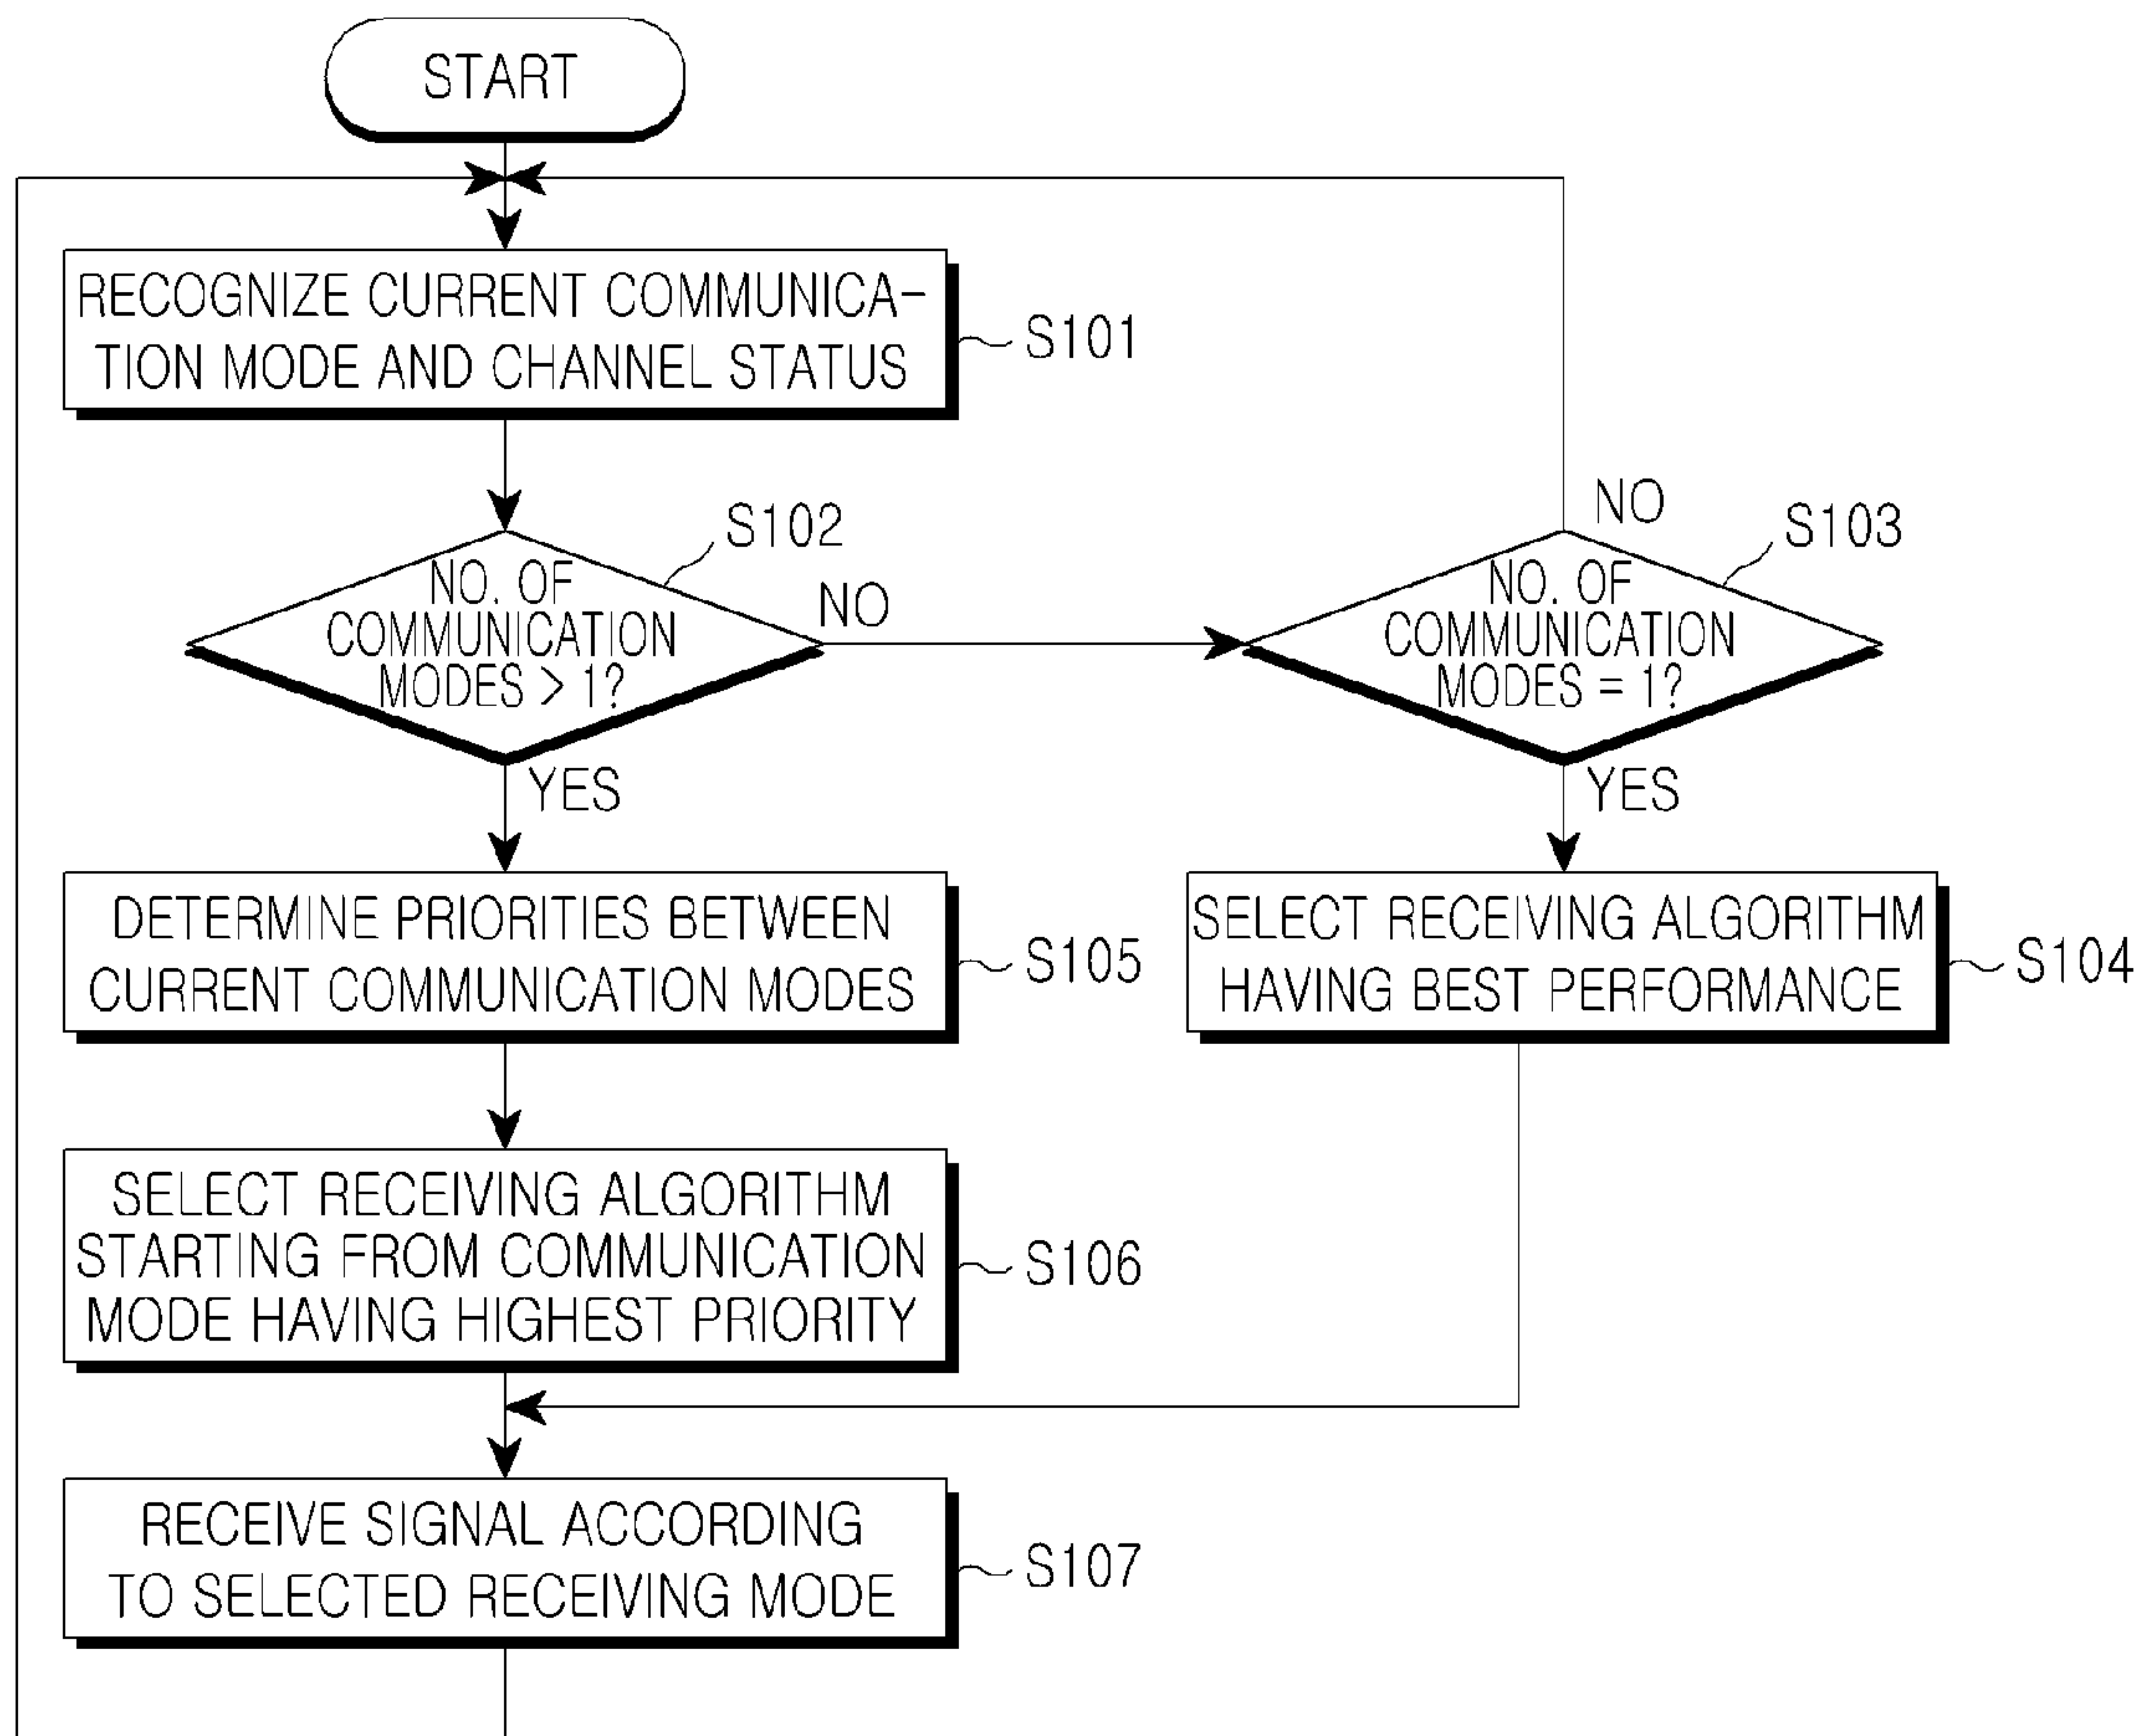 START
RECOGNIZE CURRENT COMMUNICA-
TION MODE AND CHANNEL STATUS
S101
NO. OF
COMMUNICATION
MODES > 1?
S102
NO
NO. OF
COMMUNICATION
MODES = 1?
S103
NO
YES
YES
DETERMINE PRIORITIES BETWEEN
CURRENT COMMUNICATION MODES
S105
SELECT RECEIVING ALGORITHM
HAVING BEST PERFORMANCE
S104
SELECT RECEIVING ALGORITHM
STARTING FROM COMMUNICATION
MODE HAVING HIGHEST PRIORITY
S106
RECEIVE SIGNAL ACCORDING
TO SELECTED RECEIVING MODE
S107